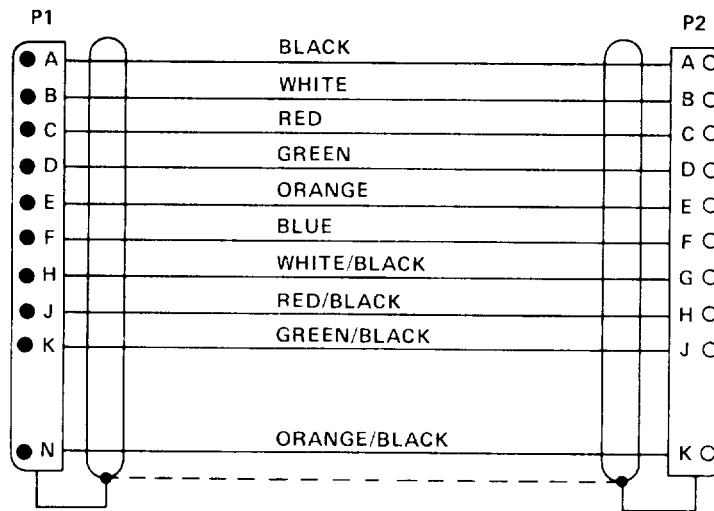 P1
P2
A BLACK A
B WHITE B
C RED C
D GREEN D
E ORANGE E
F BLUE F
H WHITE/BLACK G
J RED/BLACK H
K GREEN/BLACK J
N ORANGE/BLACK K